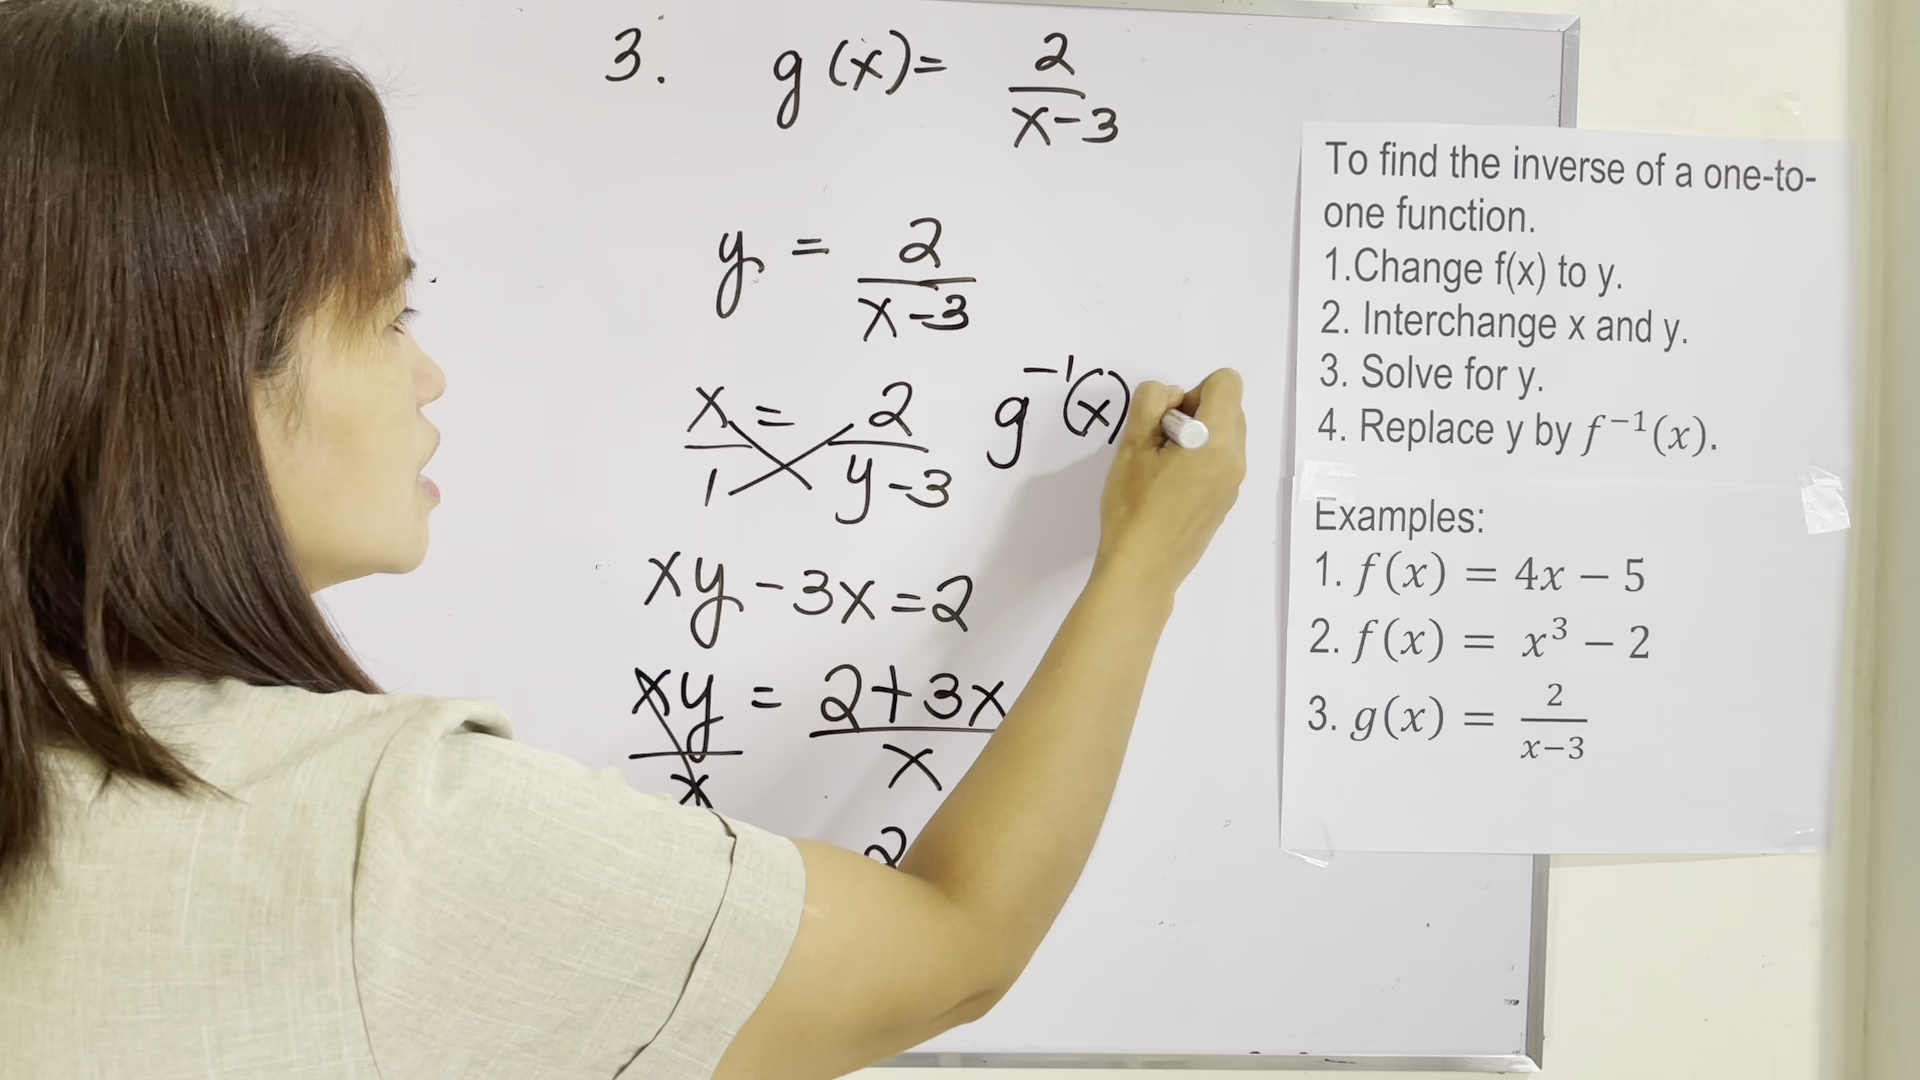 3. g(x) = 2/(x-3)
y = 2/(x-3)
x/1 = 2/(y-3)
g⁻¹(x)
xy - 3x = 2
xy/x = (2+3x)/x
2
To find the inverse of a one-to-
one function.
1.Change f(x) to y.
2. Interchange x and y.
3. Solve for y.
4. Replace y by f⁻¹(x).
Examples:
1. f(x) = 4x − 5
2. f(x) = x³ − 2
3. g(x) = 2/(x−3)